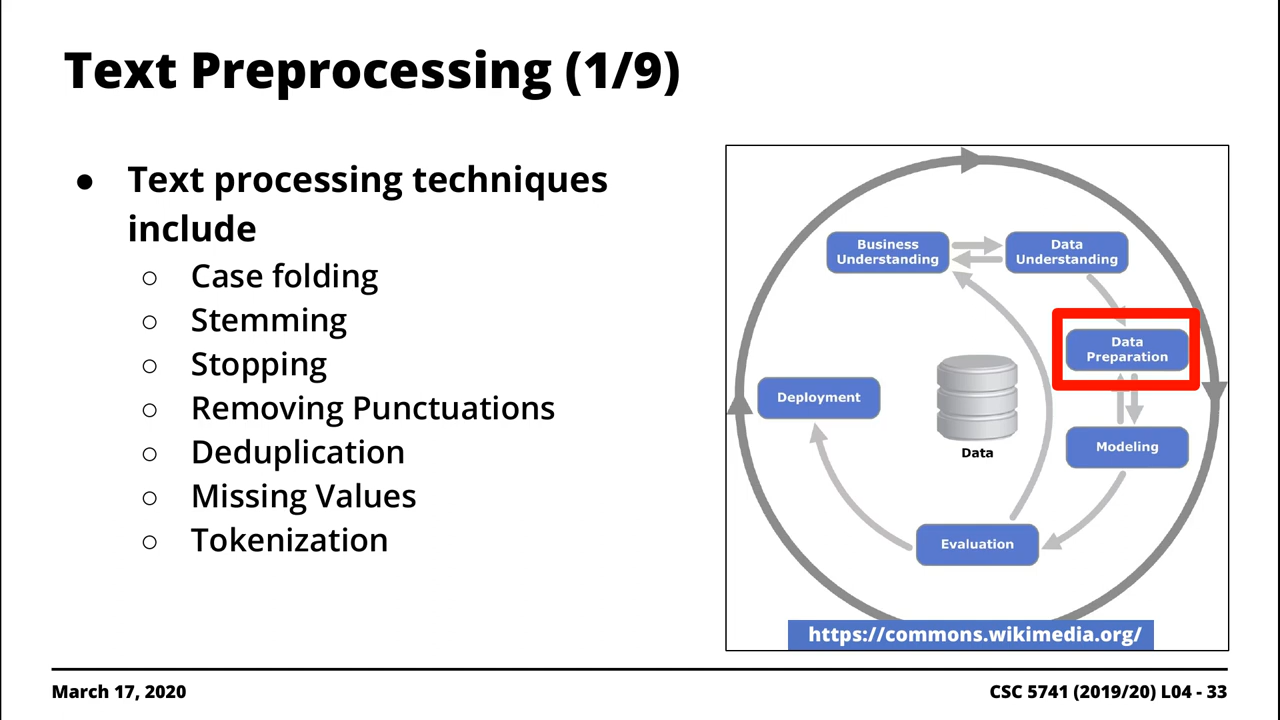 Text Preprocessing (1/9)
● Text processing techniques
include
○ Case folding
○ Stemming
○ Stopping
○ Removing Punctuations
○ Deduplication
○ Missing Values
○ Tokenization
Business
Understanding
Data
Understanding
Data
Preparation
Deployment
Data
Modeling
Evaluation
https://commons.wikimedia.org/
March 17, 2020
CSC 5741 (2019/20) L04 - 33